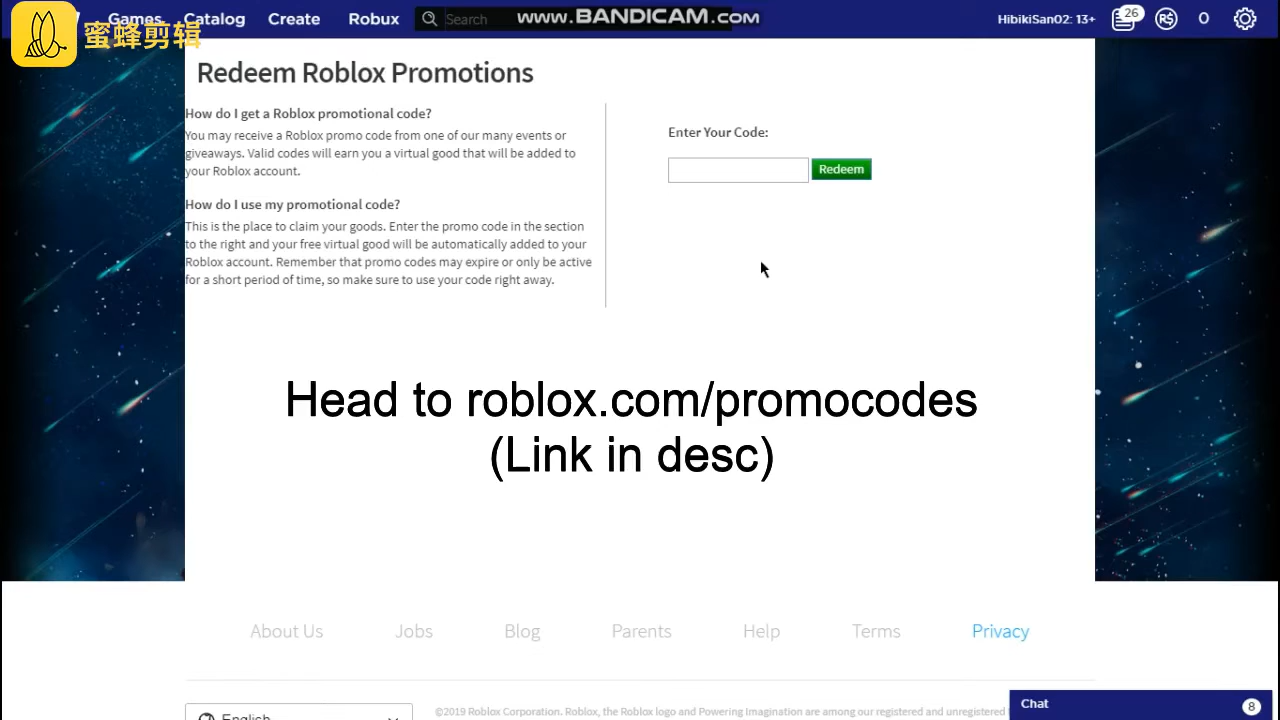 Games
Catalog
Create
Robux
Search
www.BANDICAM.com
HibikiSan02: 13+
26
R$
0
蜜蜂剪辑
Redeem Roblox Promotions
How do I get a Roblox promotional code?
You may receive a Roblox promo code from one of our many events or
giveaways. Valid codes will earn you a virtual good that will be added to
your Roblox account.
How do I use my promotional code?
This is the place to claim your goods. Enter the promo code in the section
to the right and your free virtual good will be automatically added to your
Roblox account. Remember that promo codes may expire or only be active
for a short period of time, so make sure to use your code right away.
Enter Your Code:
Redeem
Head to roblox.com/promocodes
(Link in desc)
About Us
Jobs
Blog
Parents
Help
Terms
Privacy
English
©2019 Roblox Corporation. Roblox, the Roblox logo and Powering Imagination are among our registered and unregistered
Chat
8